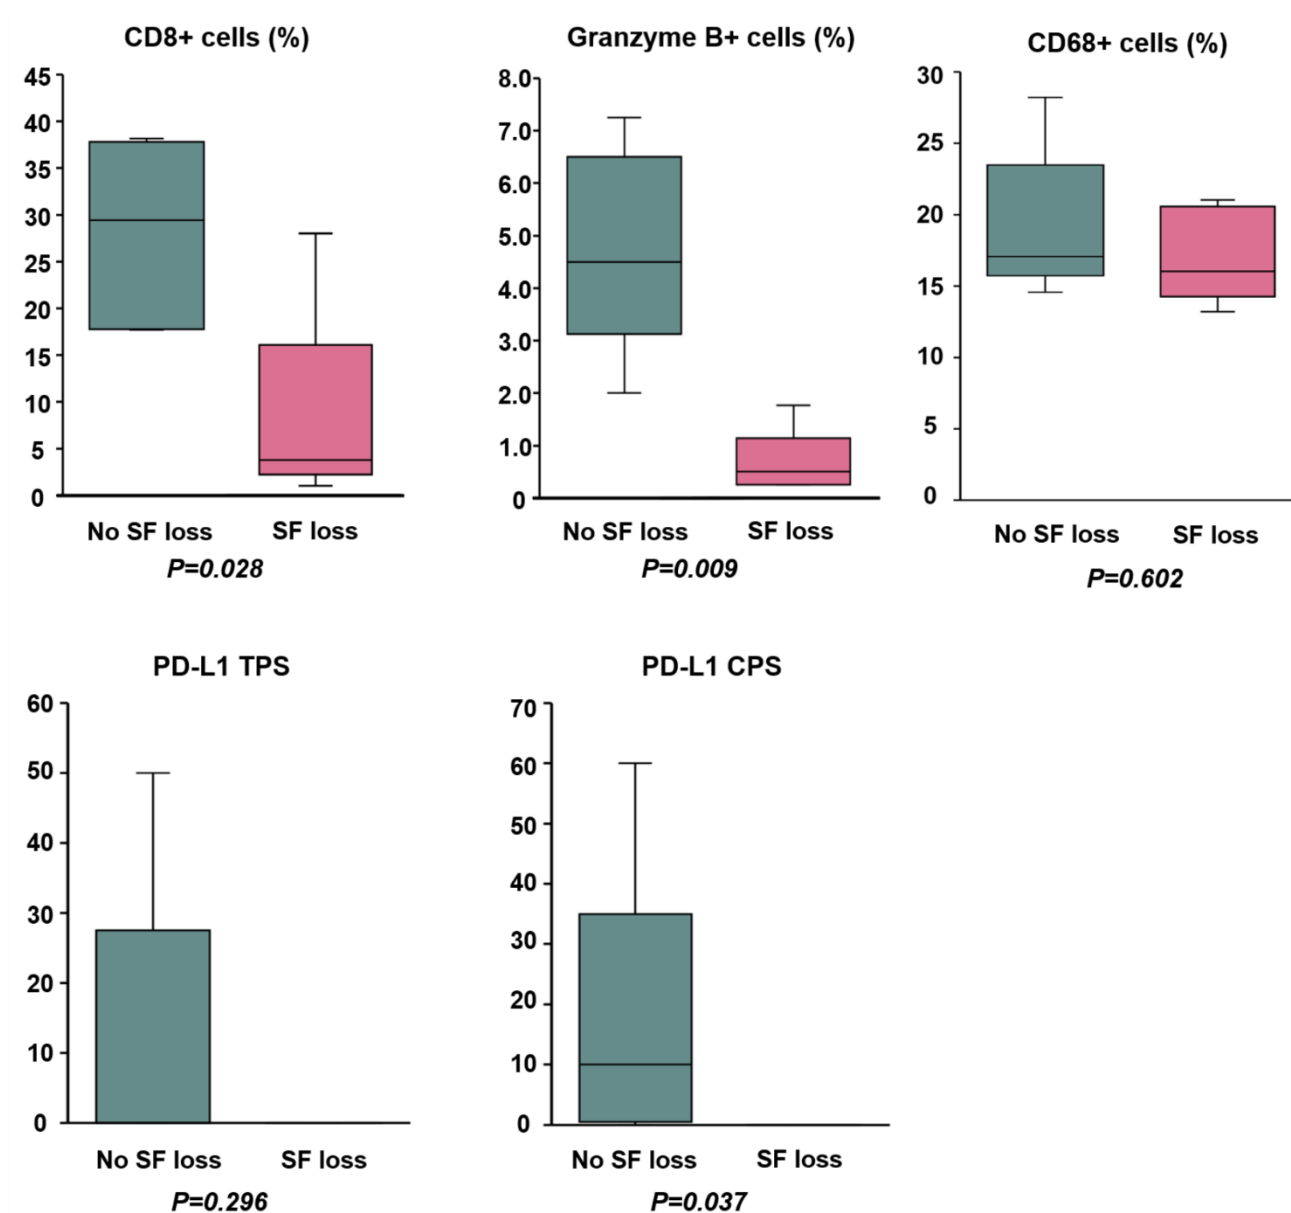 CD8+ cells (%)
45
40
35
30
25
20
15
10
5
0
No SF loss SF loss
P=0.028
Granzyme B+ cells (%)
8.0
7.0
6.0
5.0
4.0
3.0
2.0
1.0
0
No SF loss SF loss
P=0.009
CD68+ cells (%)
30
25
20
15
10
5
0
No SF loss SF loss
P=0.602
PD-L1 TPS
60
50
40
30
20
10
0
No SF loss SF loss
P=0.296
PD-L1 CPS
70
60
50
40
30
20
10
0
No SF loss SF loss
P=0.037